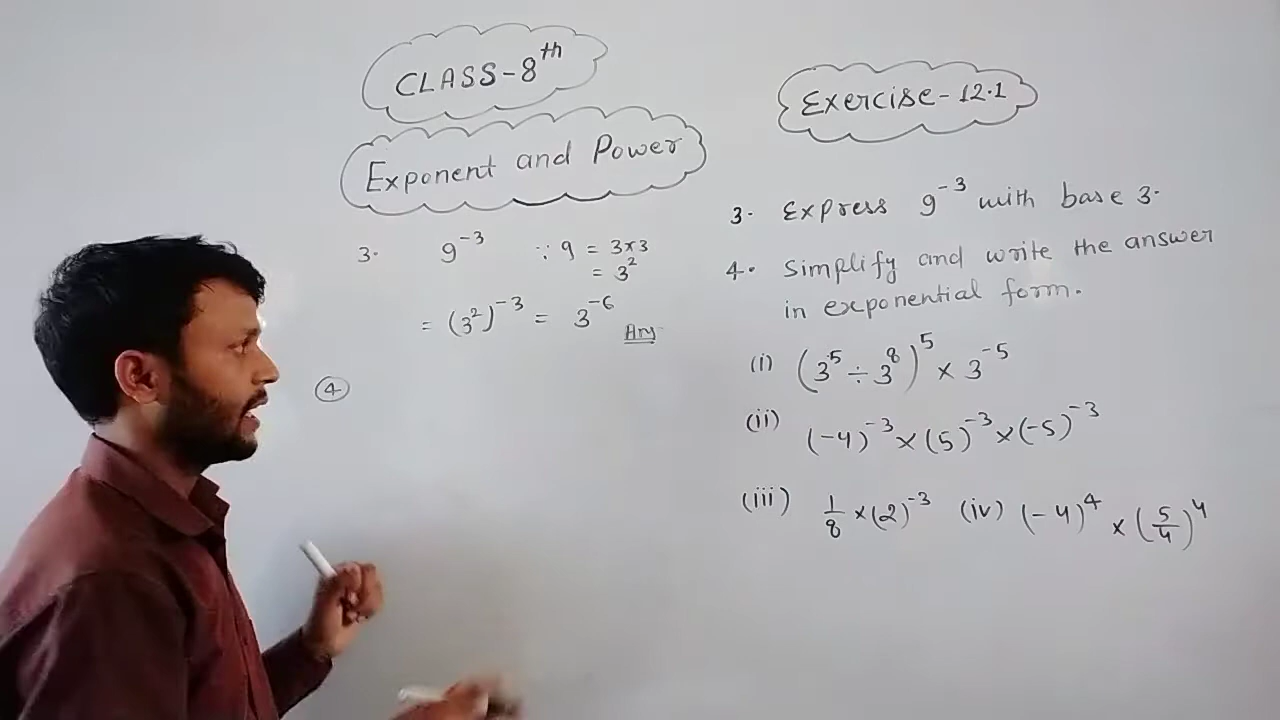 CLASS-8th
Exponent and Power
3. 9⁻³ ∵ 9 = 3×3
= 3²
= (3²)⁻³ = 3⁻⁶ Ans
④
Exercise-12.1
3. Express 9⁻³ with base 3.
4. Simplify and write the answer
in exponential form.
(i) (3⁵ ÷ 3⁸)⁵ × 3⁻⁵
(ii) (-4)⁻³ × (5)⁻³ × (-5)⁻³
(iii) 1/8 × (2)⁻³ (iv) (-4)⁴ × (5/4)⁴